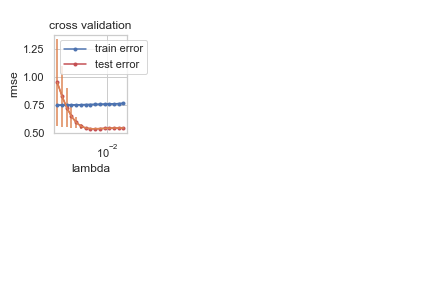 cross validation
train error
test error
1.25
1.00
0.75
0.50
rmse
10⁻²
lambda